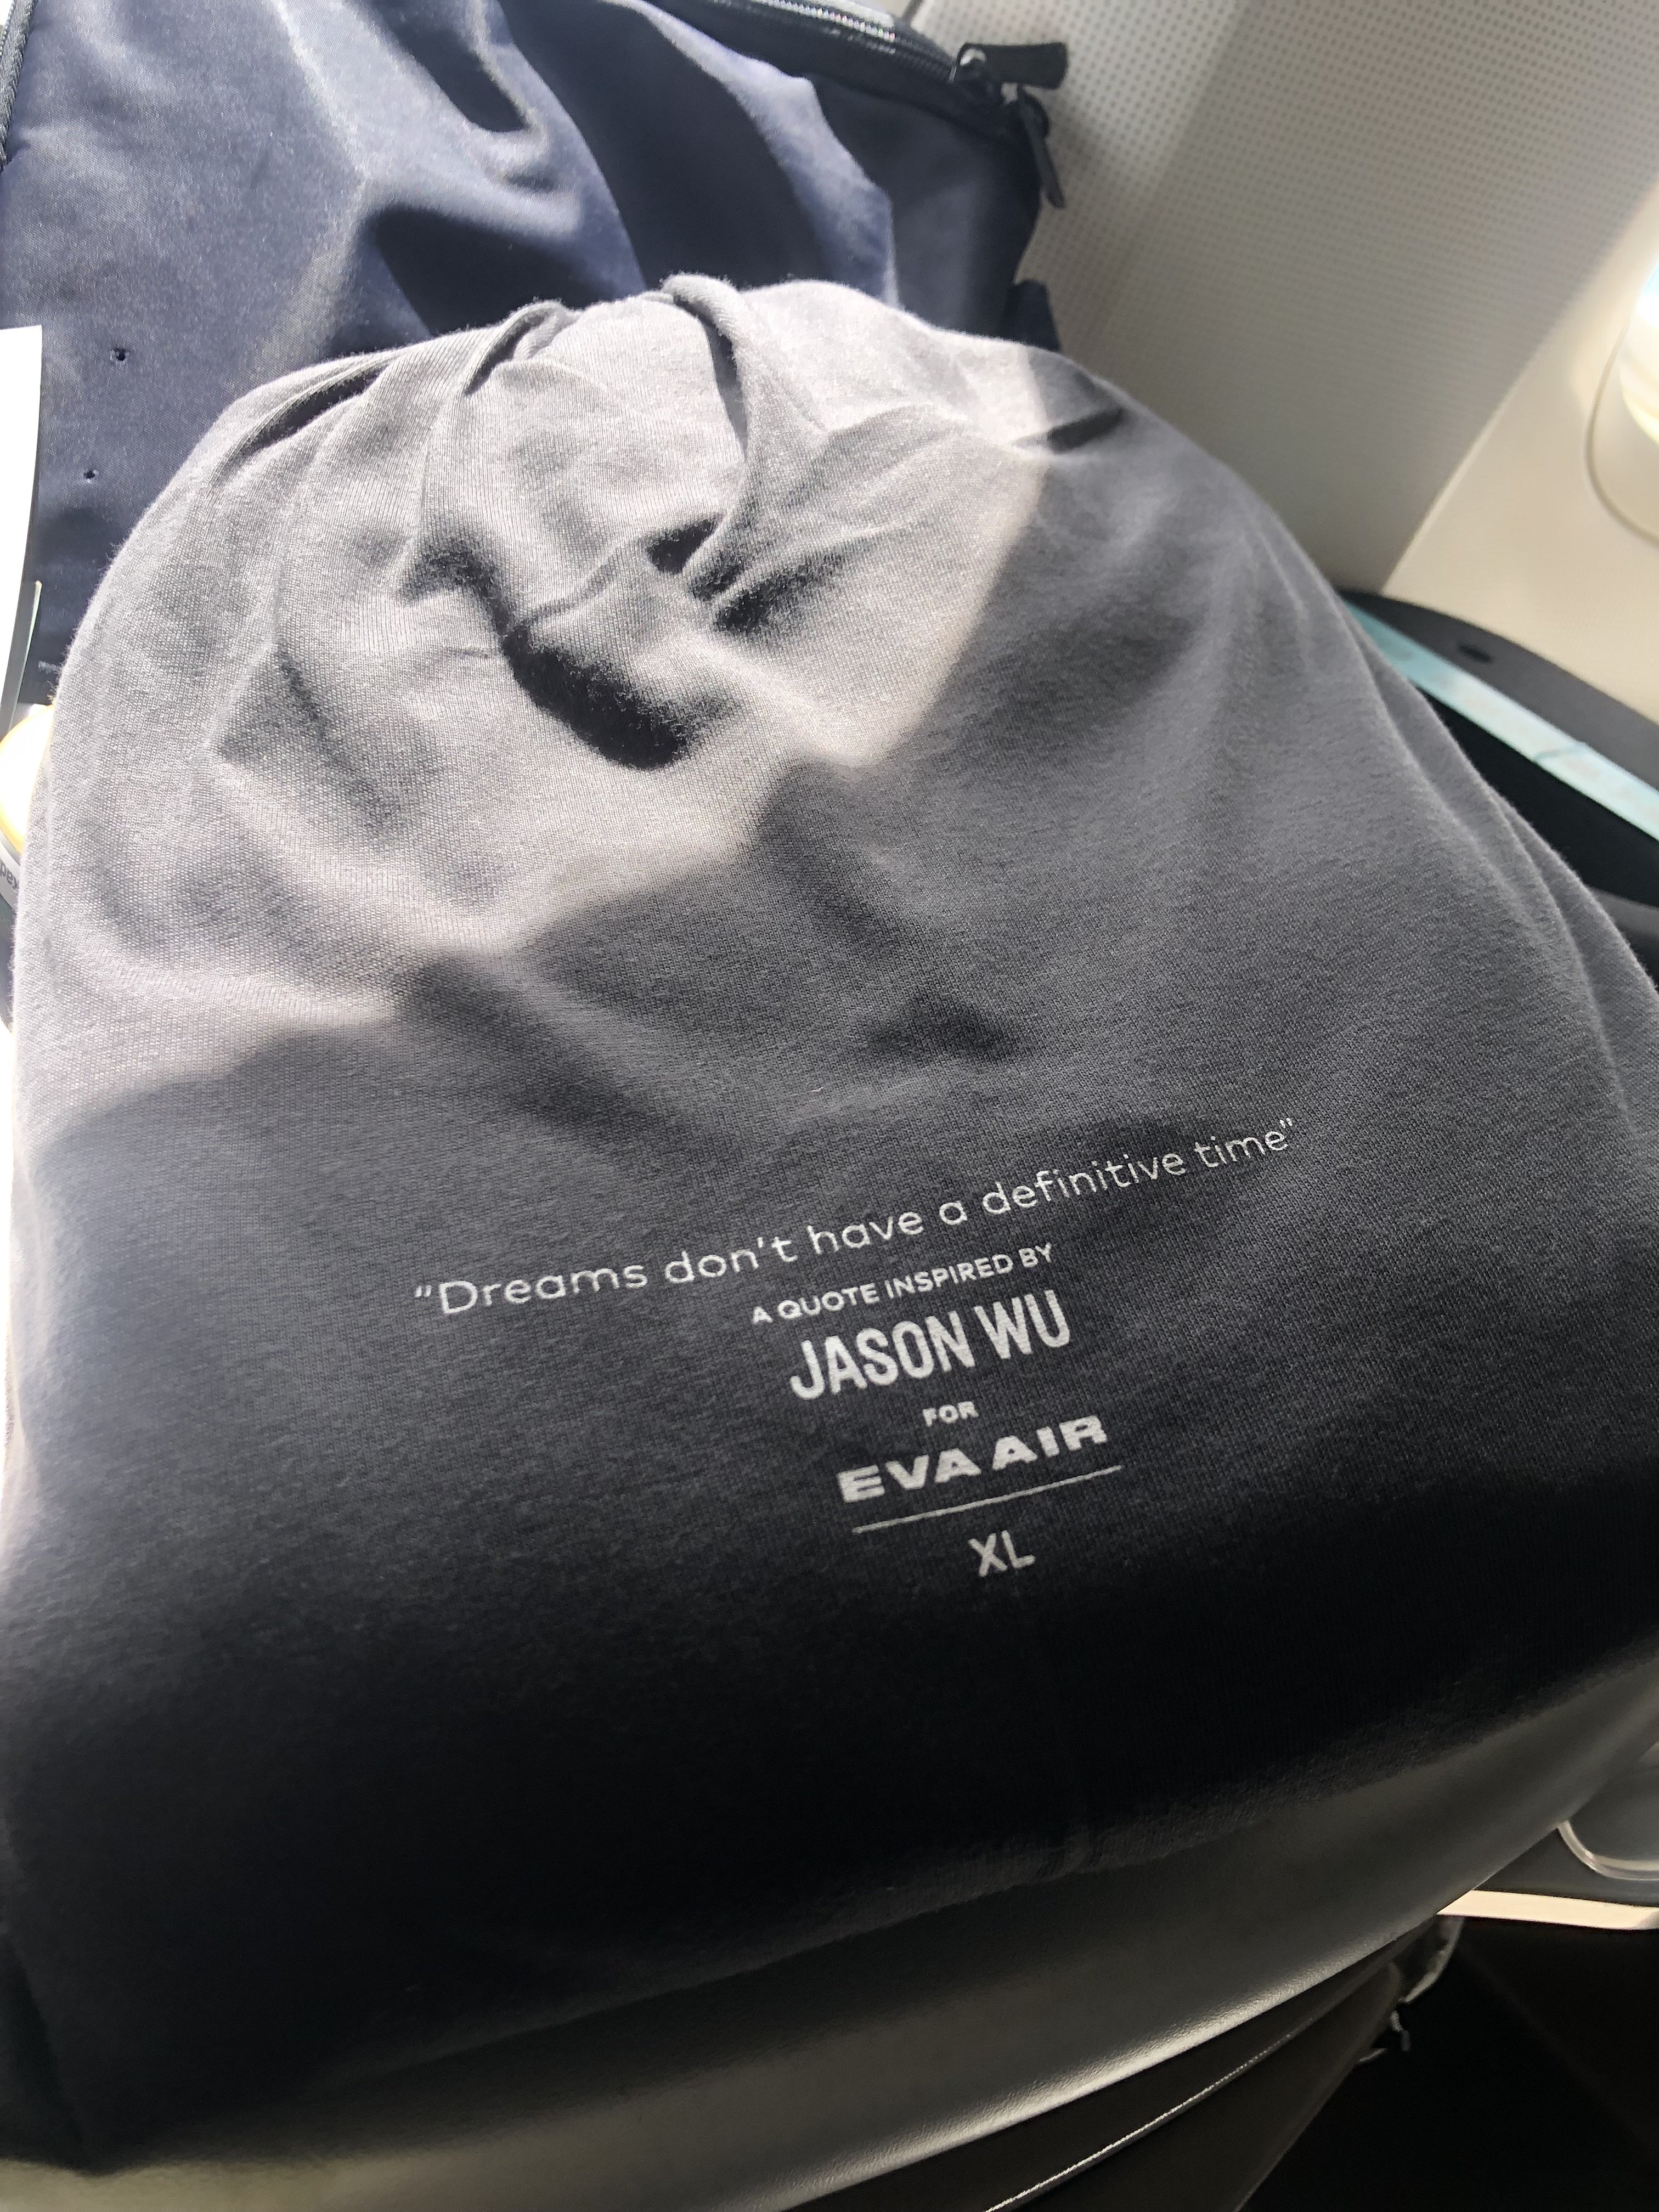 "Dreams don't have a definitive time"
A QUOTE INSPIRED BY
JASON WU
FOR
EVA AIR
XL